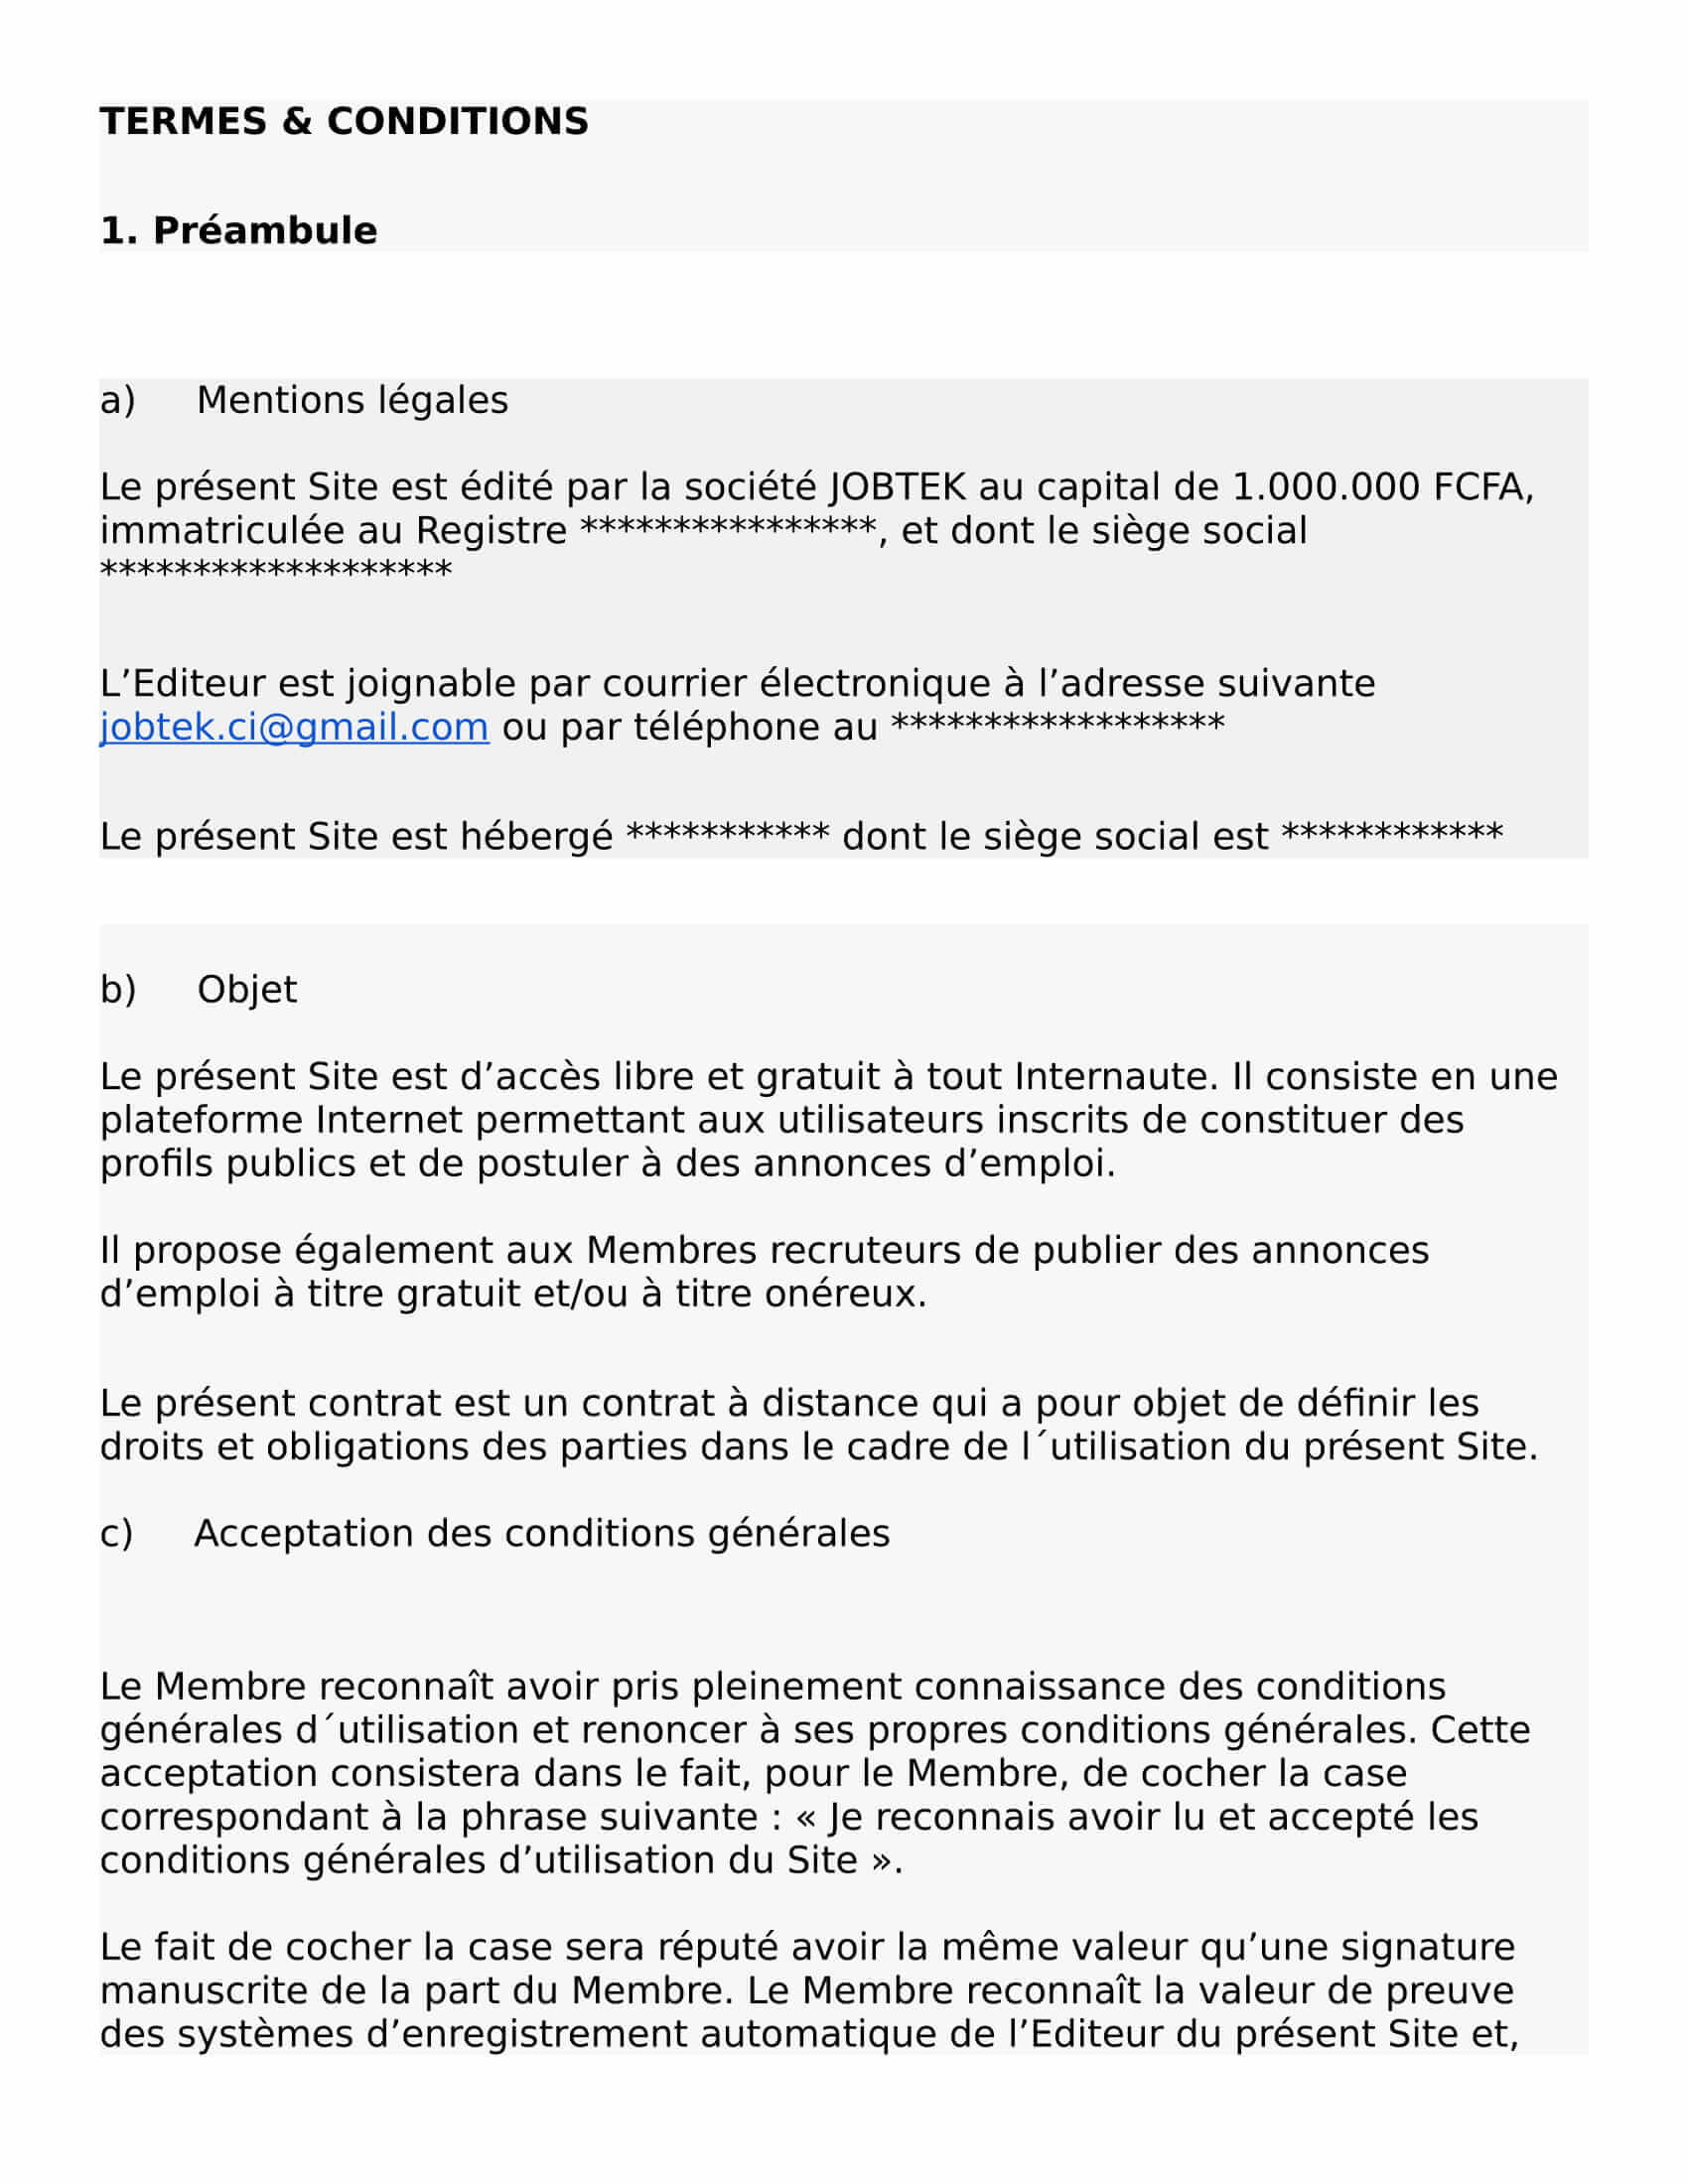 TERMES & CONDITIONS
1. Préambule
a) Mentions légales
Le présent Site est édité par la société JOBTEK au capital de 1.000.000 FCFA,
immatriculée au Registre ****************, et dont le siège social
*******************
L’Editeur est joignable par courrier électronique à l’adresse suivante
jobtek.ci@gmail.com ou par téléphone au ******************
Le présent Site est hébergé *********** dont le siège social est ************
b) Objet
Le présent Site est d’accès libre et gratuit à tout Internaute. Il consiste en une
plateforme Internet permettant aux utilisateurs inscrits de constituer des
profils publics et de postuler à des annonces d’emploi.
Il propose également aux Membres recruteurs de publier des annonces
d’emploi à titre gratuit et/ou à titre onéreux.
Le présent contrat est un contrat à distance qui a pour objet de définir les
droits et obligations des parties dans le cadre de l´utilisation du présent Site.
c) Acceptation des conditions générales
Le Membre reconnaît avoir pris pleinement connaissance des conditions
générales d´utilisation et renoncer à ses propres conditions générales. Cette
acceptation consistera dans le fait, pour le Membre, de cocher la case
correspondant à la phrase suivante : « Je reconnais avoir lu et accepté les
conditions générales d’utilisation du Site ».
Le fait de cocher la case sera réputé avoir la même valeur qu’une signature
manuscrite de la part du Membre. Le Membre reconnaît la valeur de preuve
des systèmes d’enregistrement automatique de l’Editeur du présent Site et,